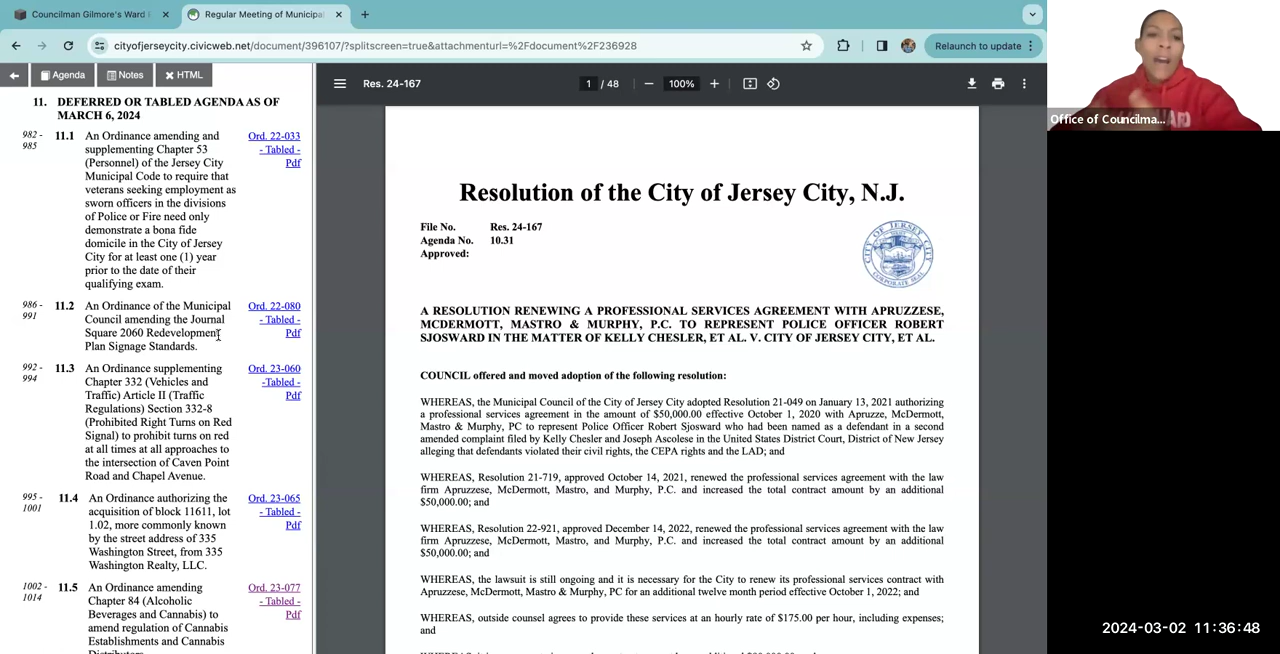 Councilman Gilmore's Ward
Regular Meeting of Municipal
cityofjerseycity.civicweb.net/document/396107/?splitscreen=true&attachmenturl=%2Fdocument%2F236928
Relaunch to update
Agenda
Notes
HTML
Res. 24-167
1 / 48
100%
11. DEFERRED OR TABLED AGENDA AS OF
MARCH 6, 2024
982 -
985
11.1 An Ordinance amending and
supplementing Chapter 53
(Personnel) of the Jersey City
Municipal Code to require that
veterans seeking employment as
sworn officers in the divisions
of Police or Fire need only
demonstrate a bona fide
domicile in the City of Jersey
City for at least one (1) year
prior to the date of their
qualifying exam.
Ord. 22-033
- Tabled -
Pdf
986 -
991
11.2 An Ordinance of the Municipal
Council amending the Journal
Square 2060 Redevelopment
Plan Signage Standards.
Ord. 22-080
- Tabled -
Pdf
992 -
994
11.3 An Ordinance supplementing
Chapter 332 (Vehicles and
Traffic) Article II (Traffic
Regulations) Section 332-8
(Prohibited Right Turns on Red
Signal) to prohibit turns on red
at all times at all approaches to
the intersection of Caven Point
Road and Chapel Avenue.
Ord. 23-060
-Tabled -
Pdf
995 -
1001
11.4 An Ordinance authorizing the
acquisition of block 11611, lot
1.02, more commonly known
by the street address of 335
Washington Street, from 335
Washington Realty, LLC.
Ord. 23-065
- Tabled -
Pdf
1002 -
1014
11.5 An Ordinance amending
Chapter 84 (Alcoholic
Beverages and Cannabis) to
amend regulation of Cannabis
Establishments and Cannabis
Distributors
Ord. 23-077
- Tabled -
Pdf
Resolution of the City of Jersey City, N.J.
File No. Res. 24-167
Agenda No. 10.31
Approved:
CITY OF JERSEY CITY
CORPORATE SEAL
A RESOLUTION RENEWING A PROFESSIONAL SERVICES AGREEMENT WITH APRUZZESE,
MCDERMOTT, MASTRO & MURPHY, P.C. TO REPRESENT POLICE OFFICER ROBERT
SJOSWARD IN THE MATTER OF KELLY CHESLER, ET AL. V. CITY OF JERSEY CITY, ET AL.
COUNCIL offered and moved adoption of the following resolution:
WHEREAS, the Municipal Council of the City of Jersey City adopted Resolution 21-049 on January 13, 2021 authorizing
a professional services agreement in the amount of $50,000.00 effective October 1, 2020 with Apruzze, McDermott,
Mastro & Murphy, PC to represent Police Officer Robert Sjosward who had been named as a defendant in a second
amended complaint filed by Kelly Chesler and Joseph Ascolese in the United States District Court, District of New Jersey
alleging that defendants violated their civil rights, the CEPA rights and the LAD; and
WHEREAS, Resolution 21-719, approved October 14, 2021, renewed the professional services agreement with the law
firm Apruzzese, McDermott, Mastro, and Murphy, P.C. and increased the total contract amount by an additional
$50,000.00; and
WHEREAS, Resolution 22-921, approved December 14, 2022, renewed the professional services agreement with the law
firm Apruzzese, McDermott, Mastro, and Murphy, P.C. and increased the total contract amount by an additional
$50,000.00; and
WHEREAS, the lawsuit is still ongoing and it is necessary for the City to renew its professional services contract with
Apruzzese, McDermott, Mastro & Murphy, PC for an additional twelve month period effective October 1, 2022; and
WHEREAS, outside counsel agrees to provide these services at an hourly rate of $175.00 per hour, including expenses;
and
Office of Councilma...
2024-03-02 11:36:48